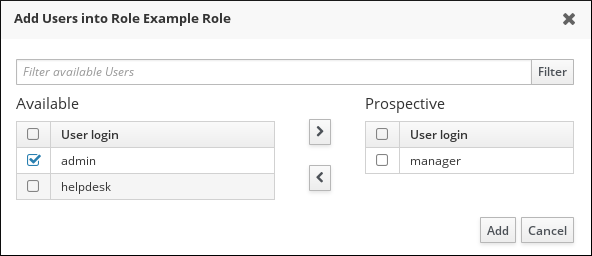 Add Users into Role Example Role
Filter available Users
Filter
Available
User login
admin
helpdesk
Prospective
User login
manager
Add
Cancel